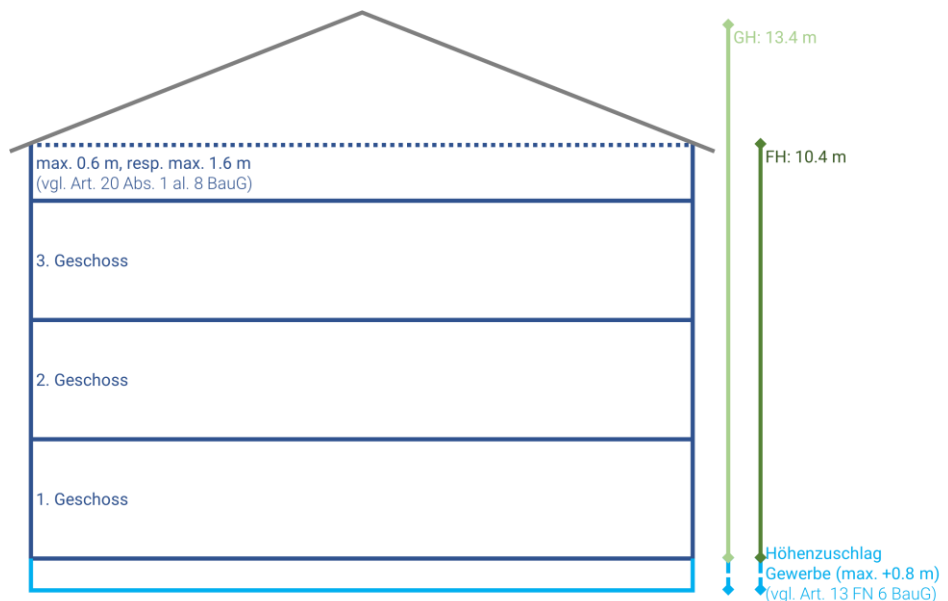 GH: 13.4 m
FH: 10.4 m
max. 0.6 m, resp. max. 1.6 m
(vgl. Art. 20 Abs. 1 al. 8 BauG)
3. Geschoss
2. Geschoss
1. Geschoss
Höhenzuschlag
Gewerbe (max. +0.8 m)
(vgl. Art. 13 FN 6 BauG)